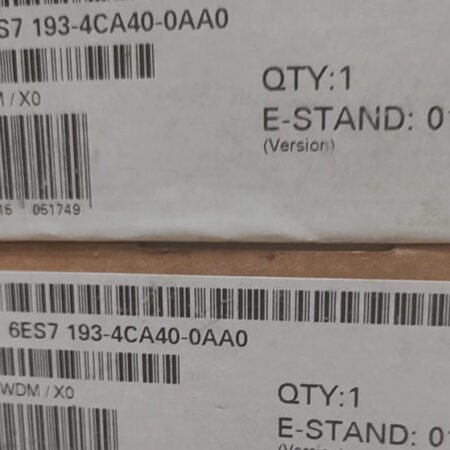 ES7 193-4CA40-0AA0
/ X0
QTY:1
E-STAND: 0
(Version)
051749
6ES7 193-4CA40-0AA0
WDM / X0
QTY:1
E-STAND: 0